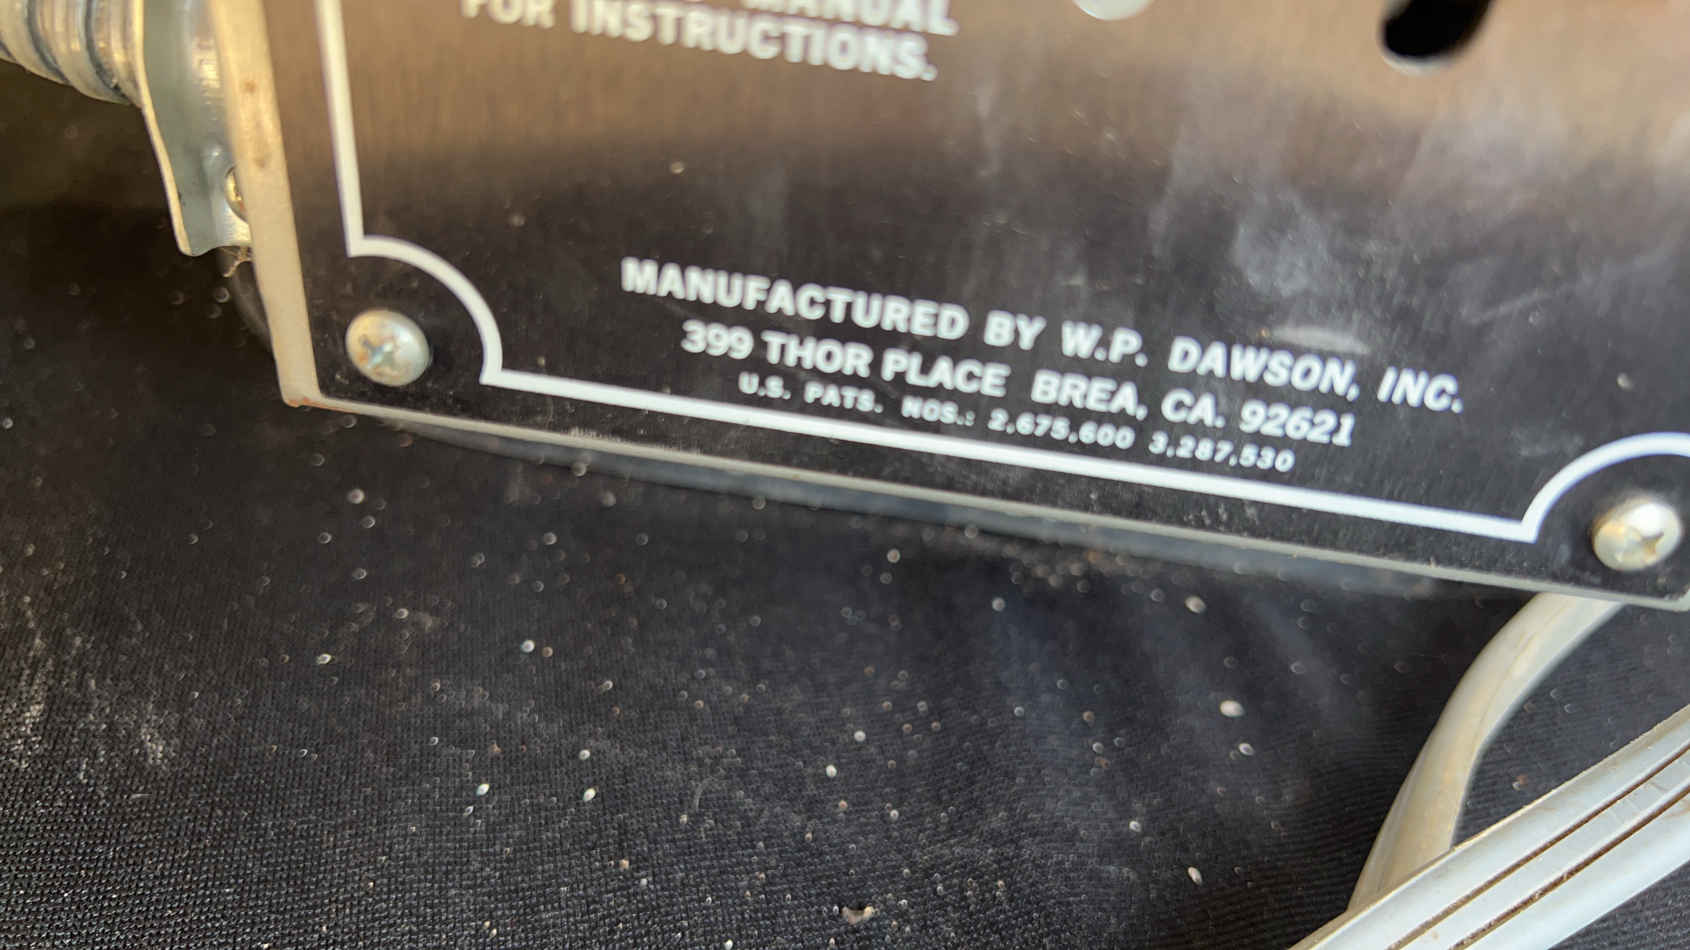 MANUAL
FOR INSTRUCTIONS.
MANUFACTURED BY W.P. DAWSON, INC.
399 THOR PLACE BREA, CA. 92621
U.S. PATS. NOS.: 2,675,600 3,287,530